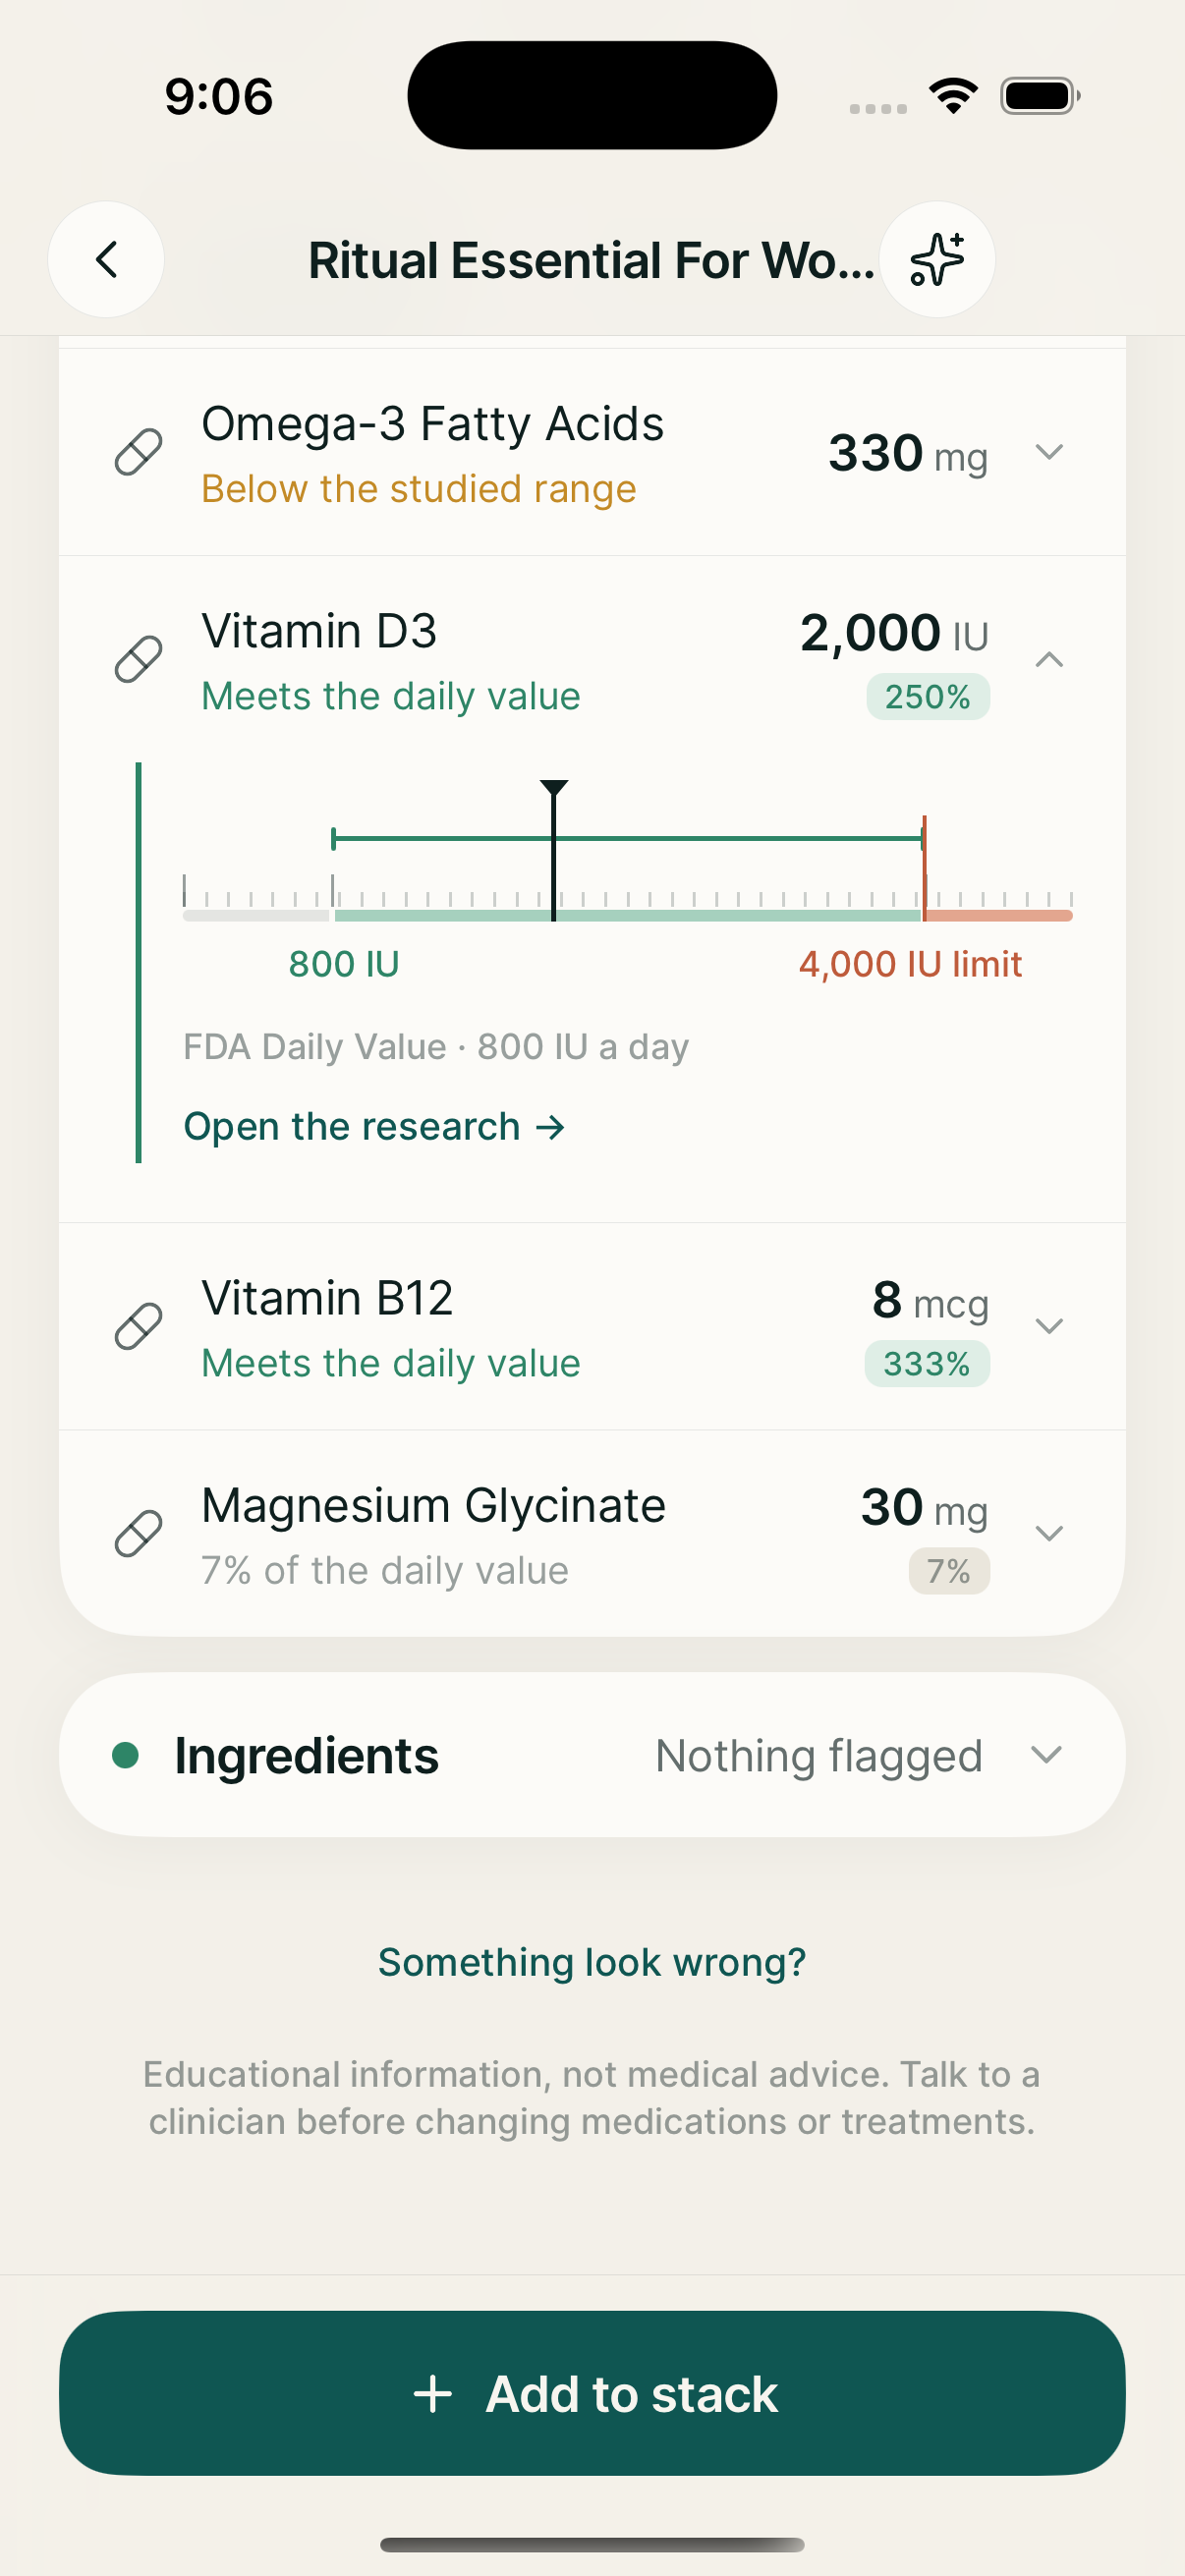 9:06
Ritual Essential For Wo...
Omega-3 Fatty Acids
330 mg
Below the studied range
Vitamin D3
2,000 IU
Meets the daily value
250%
800 IU
4,000 IU limit
FDA Daily Value · 800 IU a day
Open the research →
Vitamin B12
8 mcg
Meets the daily value
333%
Magnesium Glycinate
30 mg
7% of the daily value
7%
Ingredients
Nothing flagged
Something look wrong?
Educational information, not medical advice. Talk to a
clinician before changing medications or treatments.
+ Add to stack